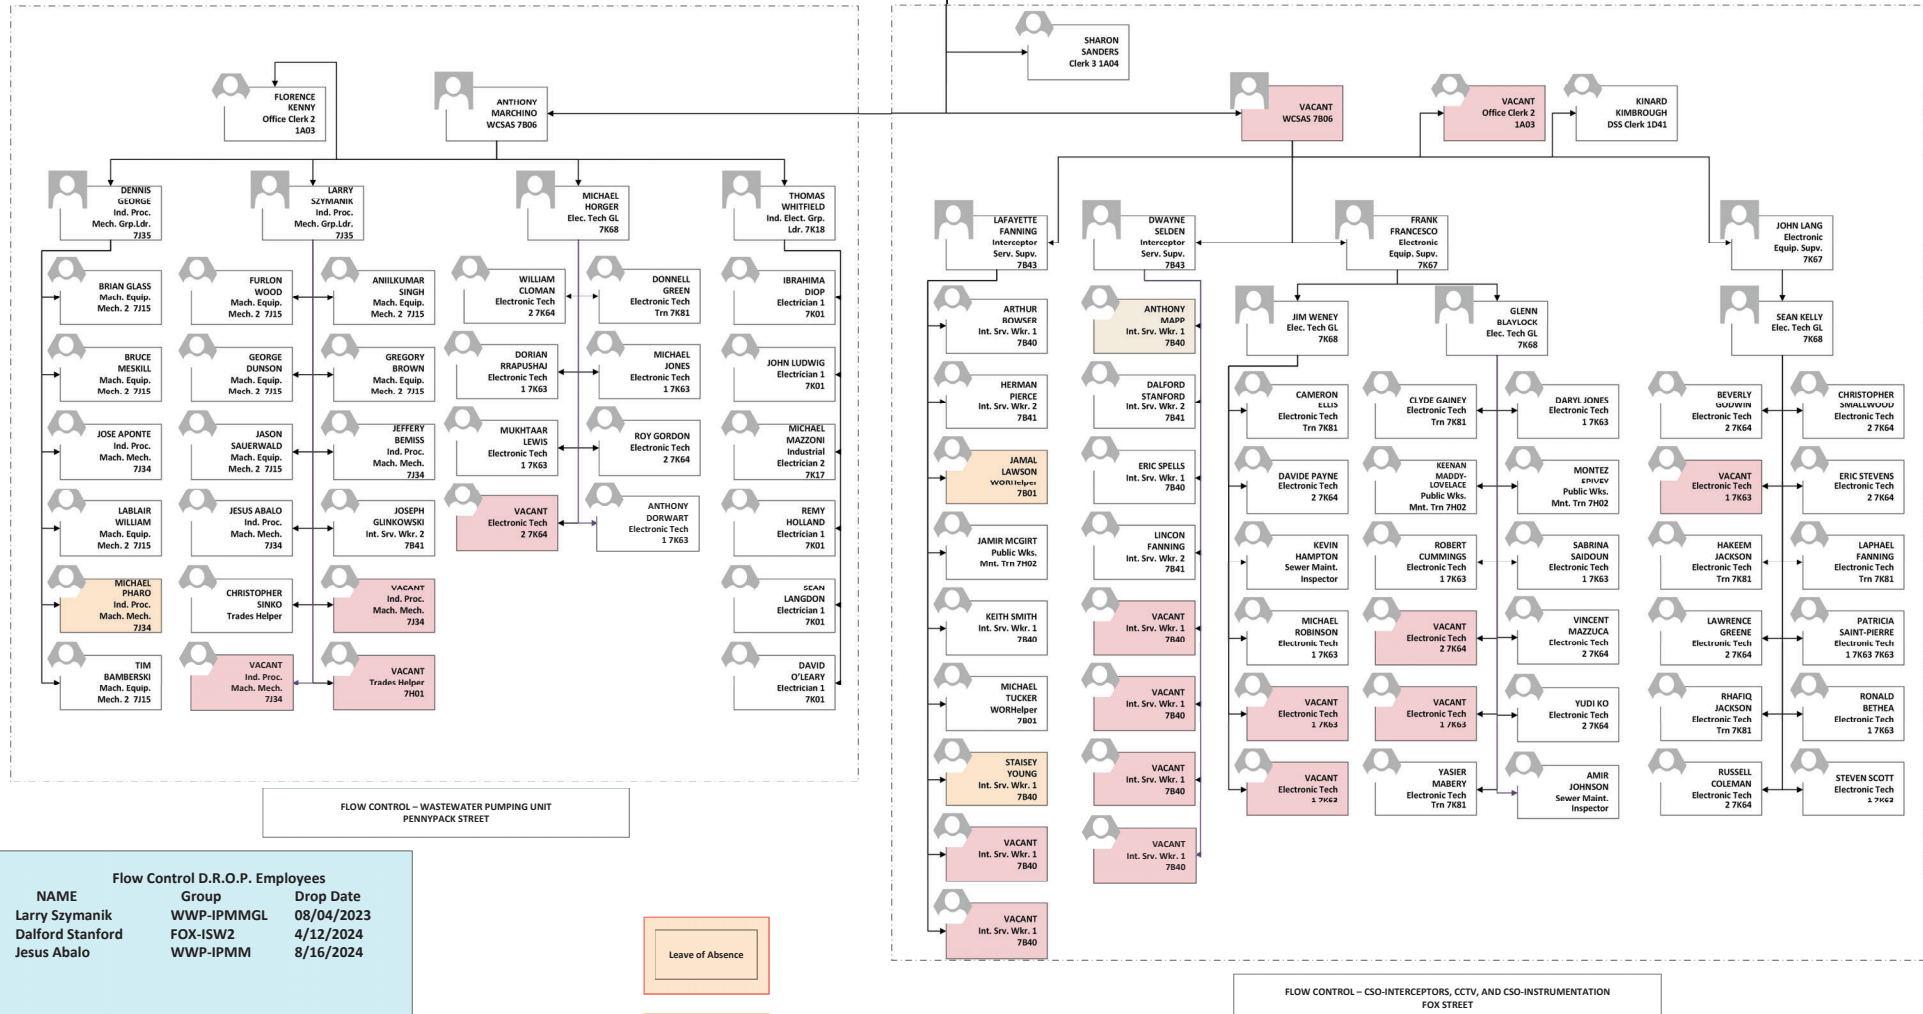 FLORENCE
KENNY
Office Clerk 2
1A03
ANTHONY
MARCHINO
WCSAS 7B06
DENNIS
GEORGE
Ind. Proc.
Mech. Grp.Ldr.
7J35
LARRY
SZYMANIK
Ind. Proc.
Mech. Grp.Ldr.
7J35
MICHAEL
HORGER
Elec. Tech GL
7K68
THOMAS
WHITFIELD
Ind. Elect. Grp.
Ldr. 7K18
BRIAN GLASS
Mach. Equip.
Mech. 2 7J15
FURLON
WOOD
Mach. Equip.
Mech. 2 7J15
ANIILKUMAR
SINGH
Mach. Equip.
Mech. 2 7J15
WILLIAM
CLOMAN
Electronic Tech
2 7K64
DONNELL
GREEN
Electronic Tech
Trn 7K81
IBRAHIMA
DIOP
Electrician 1
7K01
BRUCE
MESKILL
Mach. Equip.
Mech. 2 7J15
GEORGE
DUNSON
Mach. Equip.
Mech. 2 7J15
GREGORY
BROWN
Mach. Equip.
Mech. 2 7J15
DORIAN
RRAPUSHAJ
Electronic Tech
1 7K63
MICHAEL
JONES
Electronic Tech
1 7K63
JOHN LUDWIG
Electrician 1
7K01
JOSE APONTE
Ind. Proc.
Mach. Mech.
7J34
JASON
SAUERWALD
Mach. Equip.
Mech. 2 7J15
JEFFERY
BEMISS
Ind. Proc.
Mach. Mech.
7J34
MUKHTAAR
LEWIS
Electronic Tech
1 7K63
ROY GORDON
Electronic Tech
2 7K64
MICHAEL
MAZZONI
Industrial
Electrician 2
7K17
LABLAIR
WILLIAM
Mach. Equip.
Mech. 2 7J15
JESUS ABALO
Ind. Proc.
Mach. Mech.
7J34
JOSEPH
GLINKOWSKI
Int. Srv. Wkr. 2
7B41
VACANT
Electronic Tech
2 7K64
ANTHONY
DORWART
Electronic Tech
1 7K63
REMY
HOLLAND
Electrician 1
7K01
MICHAEL
PHARO
Ind. Proc.
Mach. Mech.
7J34
CHRISTOPHER
SINKO
Trades Helper
VACANT
Ind. Proc.
Mach. Mech.
7J34
SEAN
LANGDON
Electrician 1
7K01
TIM
BAMBERSKI
Mach. Equip.
Mech. 2 7J15
VACANT
Ind. Proc.
Mach. Mech.
7J34
VACANT
Trades Helper
7H01
DAVID
O'LEARY
Electrician 1
7K01
FLOW CONTROL – WASTEWATER PUMPING UNIT
PENNYPACK STREET
SHARON
SANDERS
Clerk 3 1A04
VACANT
WCSAS 7B06
VACANT
Office Clerk 2
1A03
KINARD
KIMBROUGH
DSS Clerk 1D41
LAFAYETTE
FANNING
Interceptor
Serv. Supv.
7B43
DWAYNE
SELDEN
Interceptor
Serv. Supv.
7B43
FRANK
FRANCESCO
Electronic
Equip. Supv.
7K67
JOHN LANG
Electronic
Equip. Supv.
7K67
ARTHUR
BOWSER
Int. Srv. Wkr. 1
7B40
ANTHONY
MAPP
Int. Srv. Wkr. 1
7B40
JIM WENEY
Elec. Tech GL
7K68
GLENN
BLAYLOCK
Elec. Tech GL
7K68
SEAN KELLY
Elec. Tech GL
7K68
HERMAN
PIERCE
Int. Srv. Wkr. 2
7B41
DALFORD
STANFORD
Int. Srv. Wkr. 2
7B41
CAMERON
ELLIS
Electronic Tech
Trn 7K81
CLYDE GAINEY
Electronic Tech
Trn 7K81
DARYL JONES
Electronic Tech
1 7K63
BEVERLY
GODWIN
Electronic Tech
2 7K64
CHRISTOPHER
SMALLWOOD
Electronic Tech
2 7K64
JAMAL
LAWSON
WORHelper
7B01
ERIC SPELLS
Int. Srv. Wkr. 1
7B40
DAVIDE PAYNE
Electronic Tech
2 7K64
KEENAN
MADDY-
LOVELACE
Public Wks.
Mnt. Trn 7H02
MONTEZ
SPIVEY
Public Wks.
Mnt. Trn 7H02
VACANT
Electronic Tech
1 7K63
ERIC STEVENS
Electronic Tech
2 7K64
JAMIR MCGIRT
Public Wks.
Mnt. Trn 7H02
LINCON
FANNING
Int. Srv. Wkr. 2
7B41
KEVIN
HAMPTON
Sewer Maint.
Inspector
ROBERT
CUMMINGS
Electronic Tech
1 7K63
SABRINA
SAIDOUN
Electronic Tech
1 7K63
HAKEEM
JACKSON
Electronic Tech
Trn 7K81
LAPHAEL
FANNING
Electronic Tech
Trn 7K81
KEITH SMITH
Int. Srv. Wkr. 1
7B40
VACANT
Int. Srv. Wkr. 1
7B40
MICHAEL
ROBINSON
Electronic Tech
1 7K63
VACANT
Electronic Tech
2 7K64
VINCENT
MAZZUCA
Electronic Tech
2 7K64
LAWRENCE
GREENE
Electronic Tech
2 7K64
PATRICIA
SAINT-PIERRE
Electronic Tech
1 7K63 7K63
MICHAEL
TUCKER
WORHelper
7B01
VACANT
Int. Srv. Wkr. 1
7B40
VACANT
Electronic Tech
1 7K63
VACANT
Electronic Tech
1 7K63
YUDI KO
Electronic Tech
2 7K64
RHAFIQ
JACKSON
Electronic Tech
Trn 7K81
RONALD
BETHEA
Electronic Tech
1 7K63
STAISEY
YOUNG
Int. Srv. Wkr. 1
7B40
VACANT
Int. Srv. Wkr. 1
7B40
VACANT
Electronic Tech
1 7K63
YASIER
MABERY
Electronic Tech
Trn 7K81
AMIR
JOHNSON
Sewer Maint.
Inspector
RUSSELL
COLEMAN
Electronic Tech
2 7K64
STEVEN SCOTT
Electronic Tech
1 7K63
VACANT
Int. Srv. Wkr. 1
7B40
VACANT
Int. Srv. Wkr. 1
7B40
VACANT
Int. Srv. Wkr. 1
7B40
FLOW CONTROL – CSO-INTERCEPTORS, CCTV, AND CSO-INSTRUMENTATION
FOX STREET
Flow Control D.R.O.P. Employees
NAME Group Drop Date
Larry Szymanik WWP-IPMMGL 08/04/2023
Dalford Stanford FOX-ISW2 4/12/2024
Jesus Abalo WWP-IPMM 8/16/2024
Leave of Absence